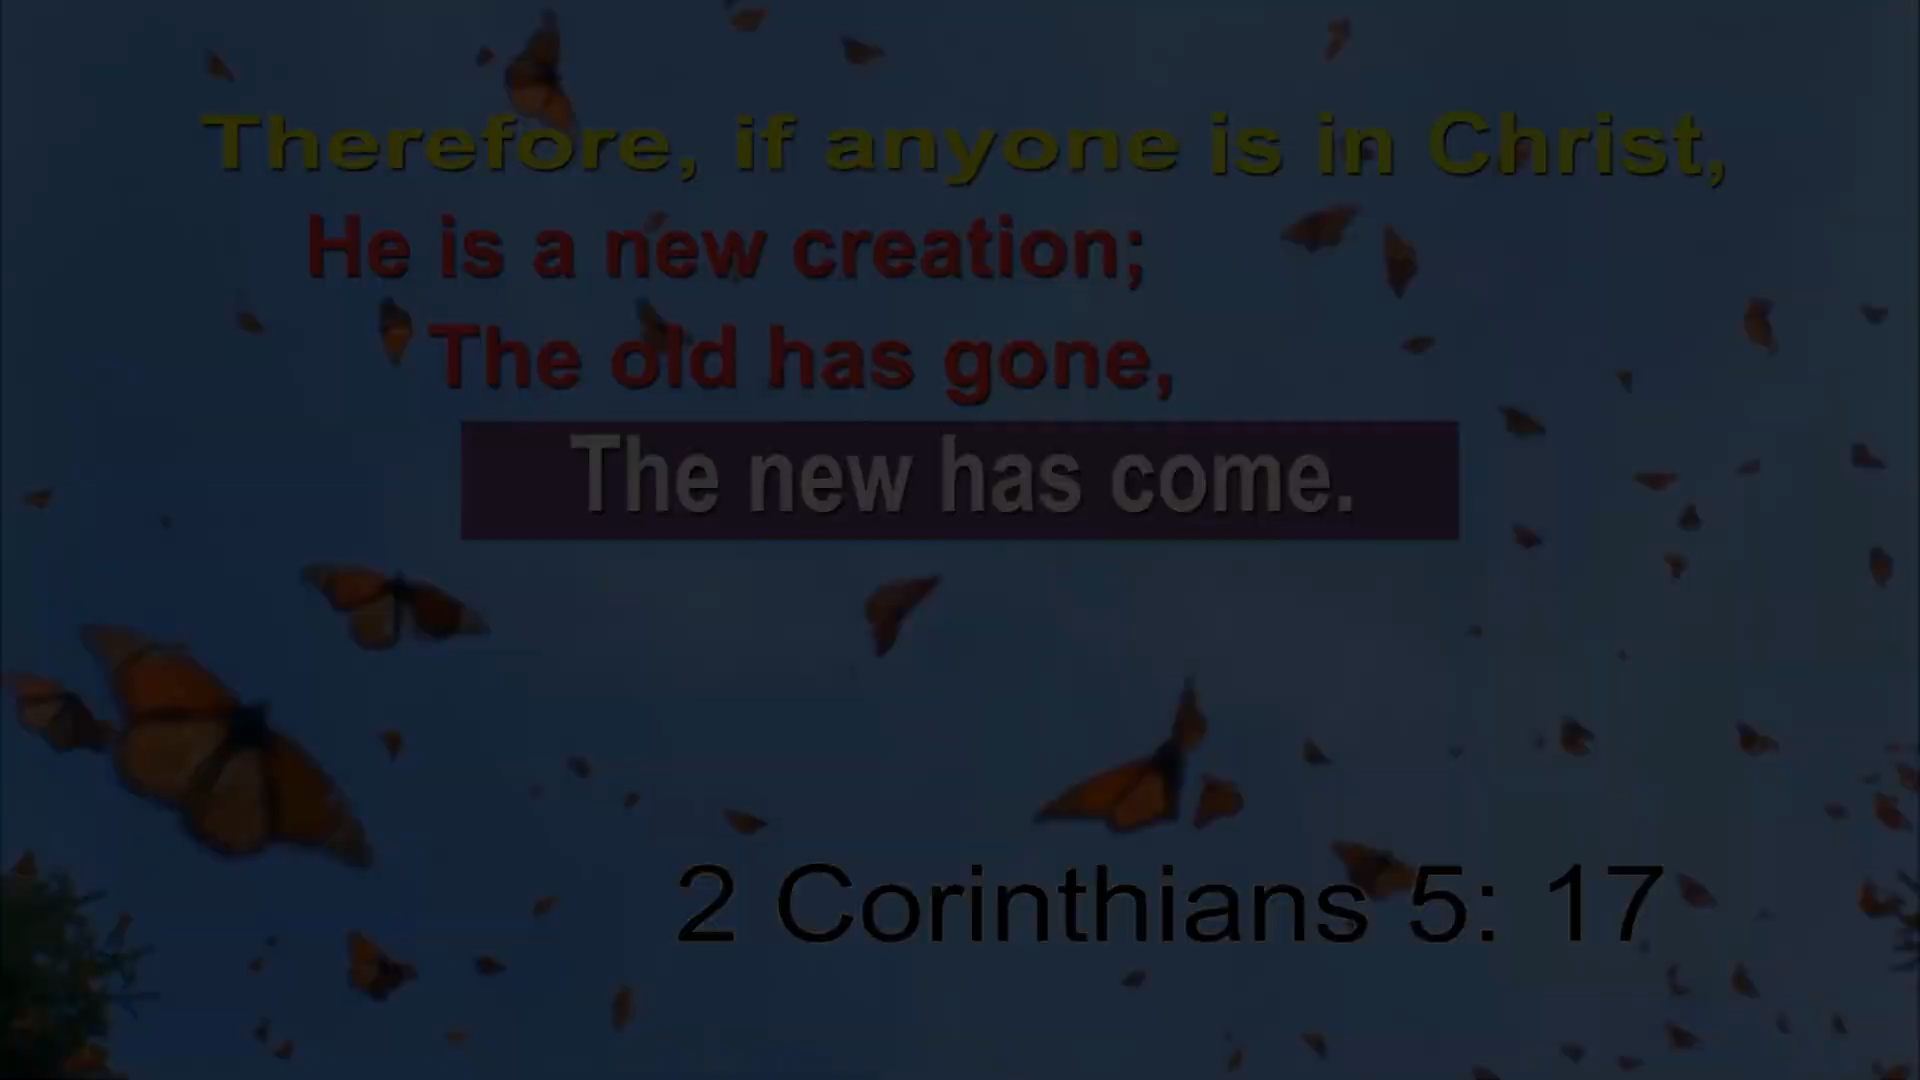 Therefore, if anyone is in Christ,
He is a new creation;
The old has gone,
The new has come.
2 Corinthians 5: 17